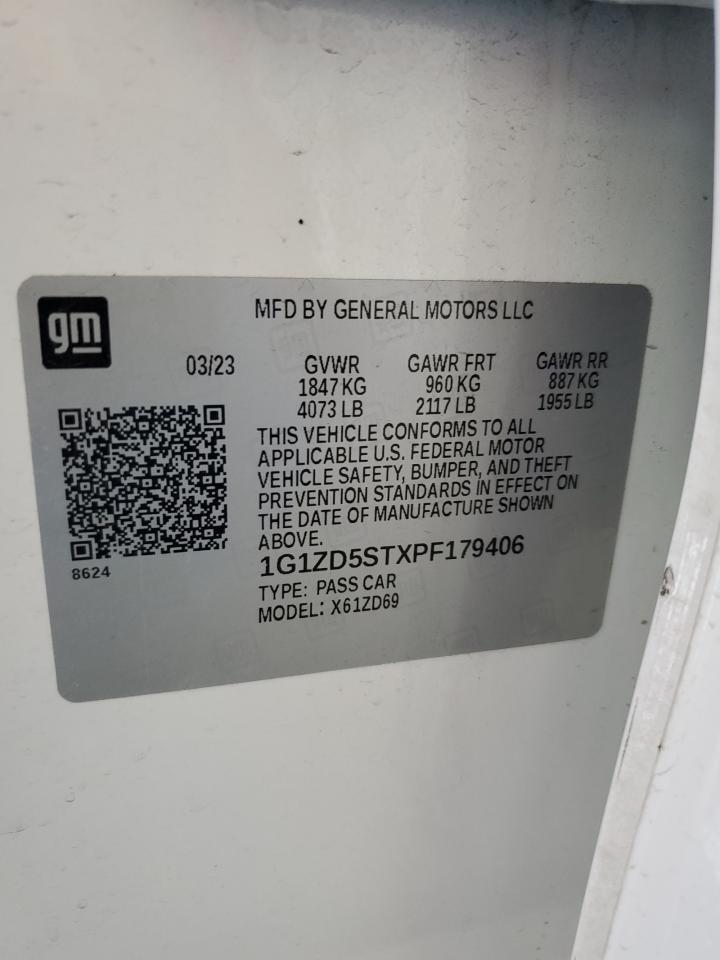 gm
MFD BY GENERAL MOTORS LLC
03/23 GVWR GAWR FRT GAWR RR
1847 KG 960 KG 887 KG
4073 LB 2117 LB 1955 LB
THIS VEHICLE CONFORMS TO ALL
APPLICABLE U.S. FEDERAL MOTOR
VEHICLE SAFETY, BUMPER, AND THEFT
PREVENTION STANDARDS IN EFFECT ON
THE DATE OF MANUFACTURE SHOWN
ABOVE.
8624
1G1ZD5STXPF179406
TYPE: PASS CAR
MODEL: X61ZD69